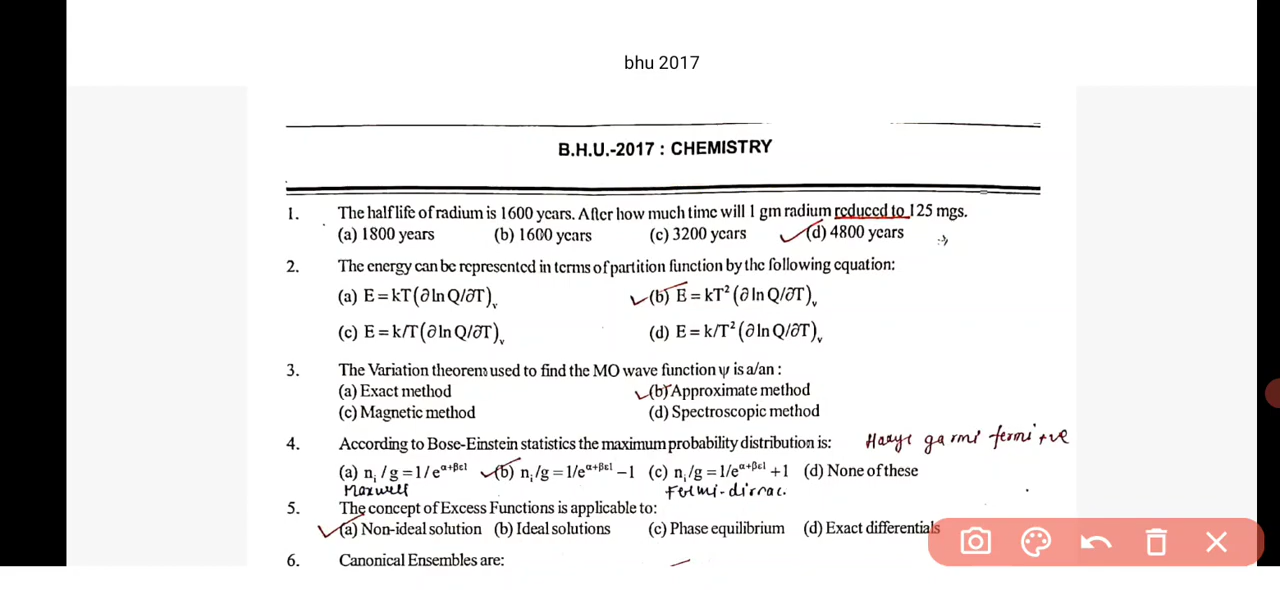 bhu 2017
B.H.U.-2017 : CHEMISTRY
1. The half life of radium is 1600 years. After how much time will 1 gm radium reduced to 125 mgs.
(a) 1800 years (b) 1600 years (c) 3200 years (d) 4800 years
2. The energy can be represented in terms of partition function by the following equation:
(a) E = kT(∂ ln Q/∂T)ᵥ (b) E = kT² (∂ ln Q/∂T)ᵥ
(c) E = k/T(∂ ln Q/∂T)ᵥ (d) E = k/T² (∂ ln Q/∂T)ᵥ
3. The Variation theorem used to find the MO wave function ψ is a/an :
(a) Exact method (b) Approximate method
(c) Magnetic method (d) Spectroscopic method
4. According to Bose-Einstein statistics the maximum probability distribution is: garmi fermi +ve
(a) nᵢ /g = 1/ e^α+βεl (b) nᵢ/g = 1/e^α+βεl − 1 (c) nᵢ/g = 1/e^α+βεl + 1 (d) None of these
Maxwell Fermi-dirrac.
5. The concept of Excess Functions is applicable to:
(a) Non-ideal solution (b) Ideal solutions (c) Phase equilibrium (d) Exact differentials
6. Canonical Ensembles are: